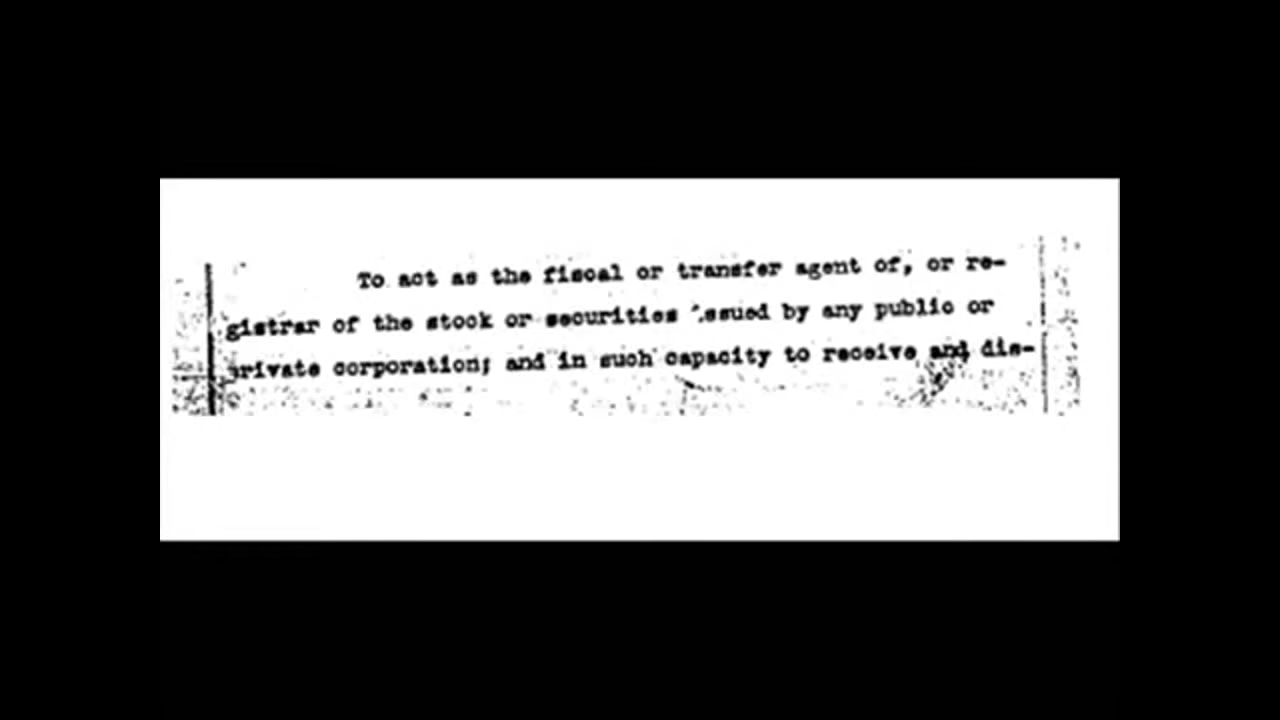 To act as the fiscal or transfer agent of, or re-
gistrar of the stock or securities issued by any public or
private corporation; and in such capacity to receive and dis-